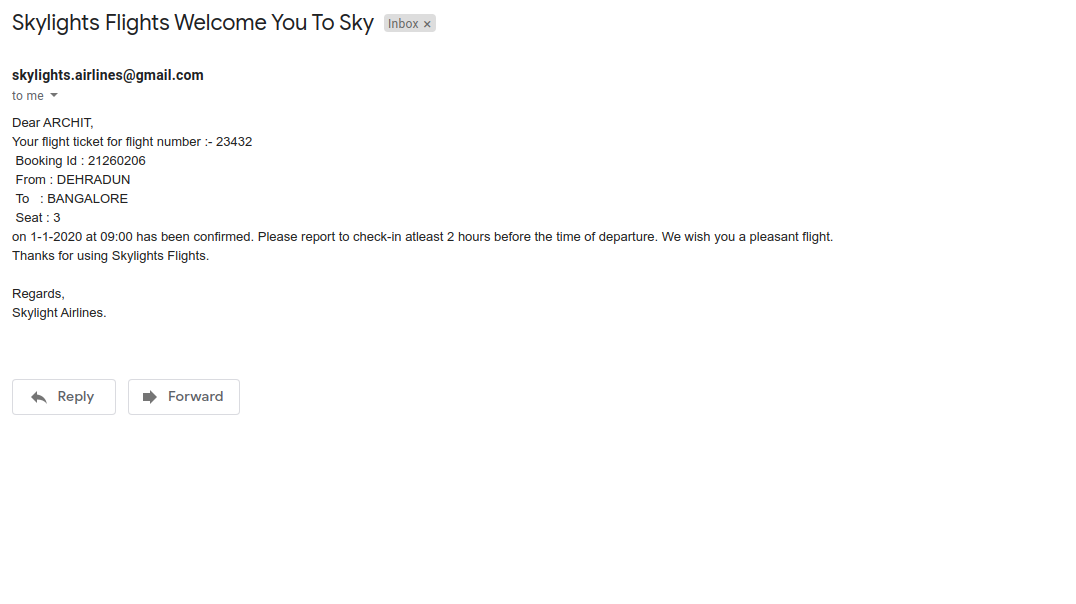 Skylights Flights Welcome You To Sky Inbox ×
skylights.airlines@gmail.com
to me
Dear ARCHIT,
Your flight ticket for flight number :- 23432
Booking Id : 21260206
From : DEHRADUN
To   : BANGALORE
Seat : 3
on 1-1-2020 at 09:00 has been confirmed. Please report to check-in atleast 2 hours before the time of departure. We wish you a pleasant flight.
Thanks for using Skylights Flights.
Regards,
Skylight Airlines.
Reply Forward